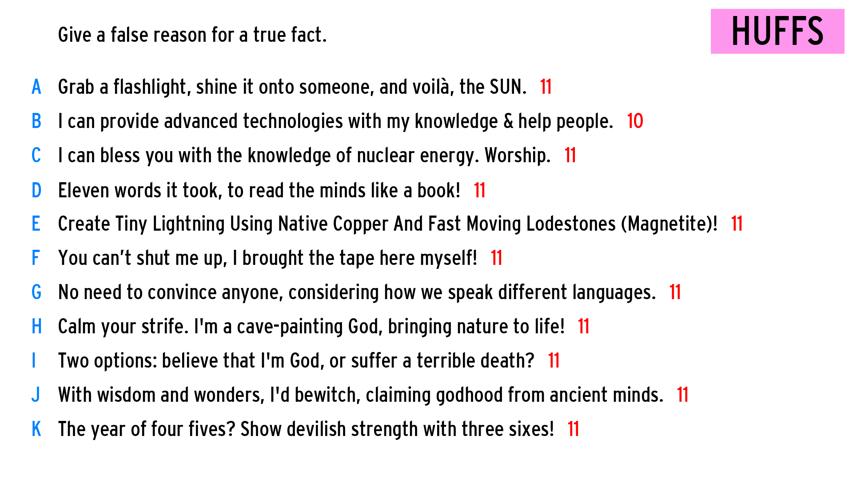 Give a false reason for a true fact.
HUFFS
A Grab a flashlight, shine it onto someone, and voilà, the SUN. 11
B I can provide advanced technologies with my knowledge & help people. 10
C I can bless you with the knowledge of nuclear energy. Worship. 11
D Eleven words it took, to read the minds like a book! 11
E Create Tiny Lightning Using Native Copper And Fast Moving Lodestones (Magnetite)! 11
F You can't shut me up, I brought the tape here myself! 11
G No need to convince anyone, considering how we speak different languages. 11
H Calm your strife. I'm a cave-painting God, bringing nature to life! 11
I Two options: believe that I'm God, or suffer a terrible death? 11
J With wisdom and wonders, I'd bewitch, claiming godhood from ancient minds. 11
K The year of four fives? Show devilish strength with three sixes! 11